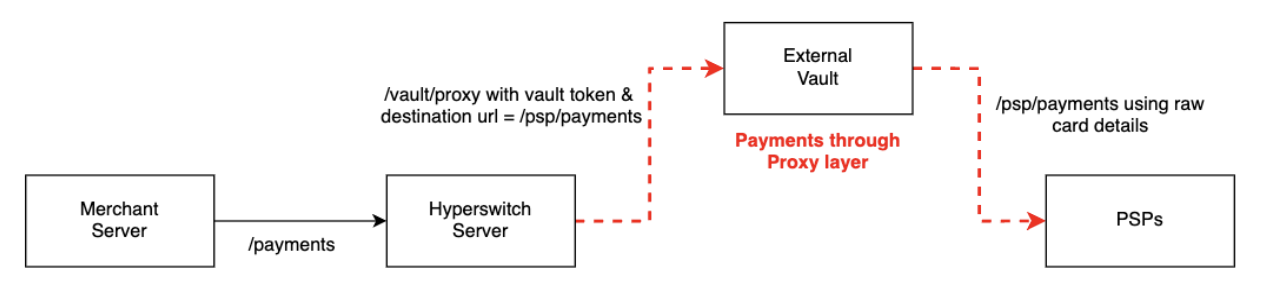 Merchant
Server
/payments
Hyperswitch
Server
/vault/proxy with vault token &
destination url = /psp/payments
External
Vault
Payments through
Proxy layer
/psp/payments using raw
card details
PSPs